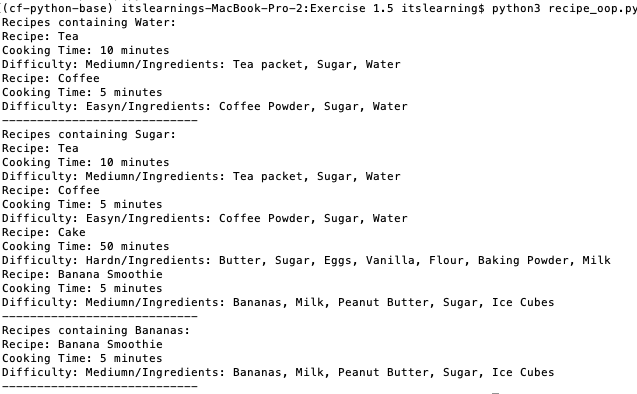 (cf-python-base) itslearnings-MacBook-Pro-2:Exercise 1.5 itslearning$ python3 recipe_oop.py
Recipes containing Water:
Recipe: Tea
Cooking Time: 10 minutes
Difficulty: Mediumn/Ingredients: Tea packet, Sugar, Water
Recipe: Coffee
Cooking Time: 5 minutes
Difficulty: Easyn/Ingredients: Coffee Powder, Sugar, Water
----------------------------
Recipes containing Sugar:
Recipe: Tea
Cooking Time: 10 minutes
Difficulty: Mediumn/Ingredients: Tea packet, Sugar, Water
Recipe: Coffee
Cooking Time: 5 minutes
Difficulty: Easyn/Ingredients: Coffee Powder, Sugar, Water
Recipe: Cake
Cooking Time: 50 minutes
Difficulty: Hardn/Ingredients: Butter, Sugar, Eggs, Vanilla, Flour, Baking Powder, Milk
Recipe: Banana Smoothie
Cooking Time: 5 minutes
Difficulty: Mediumn/Ingredients: Bananas, Milk, Peanut Butter, Sugar, Ice Cubes
----------------------------
Recipes containing Bananas:
Recipe: Banana Smoothie
Cooking Time: 5 minutes
Difficulty: Mediumn/Ingredients: Bananas, Milk, Peanut Butter, Sugar, Ice Cubes
----------------------------